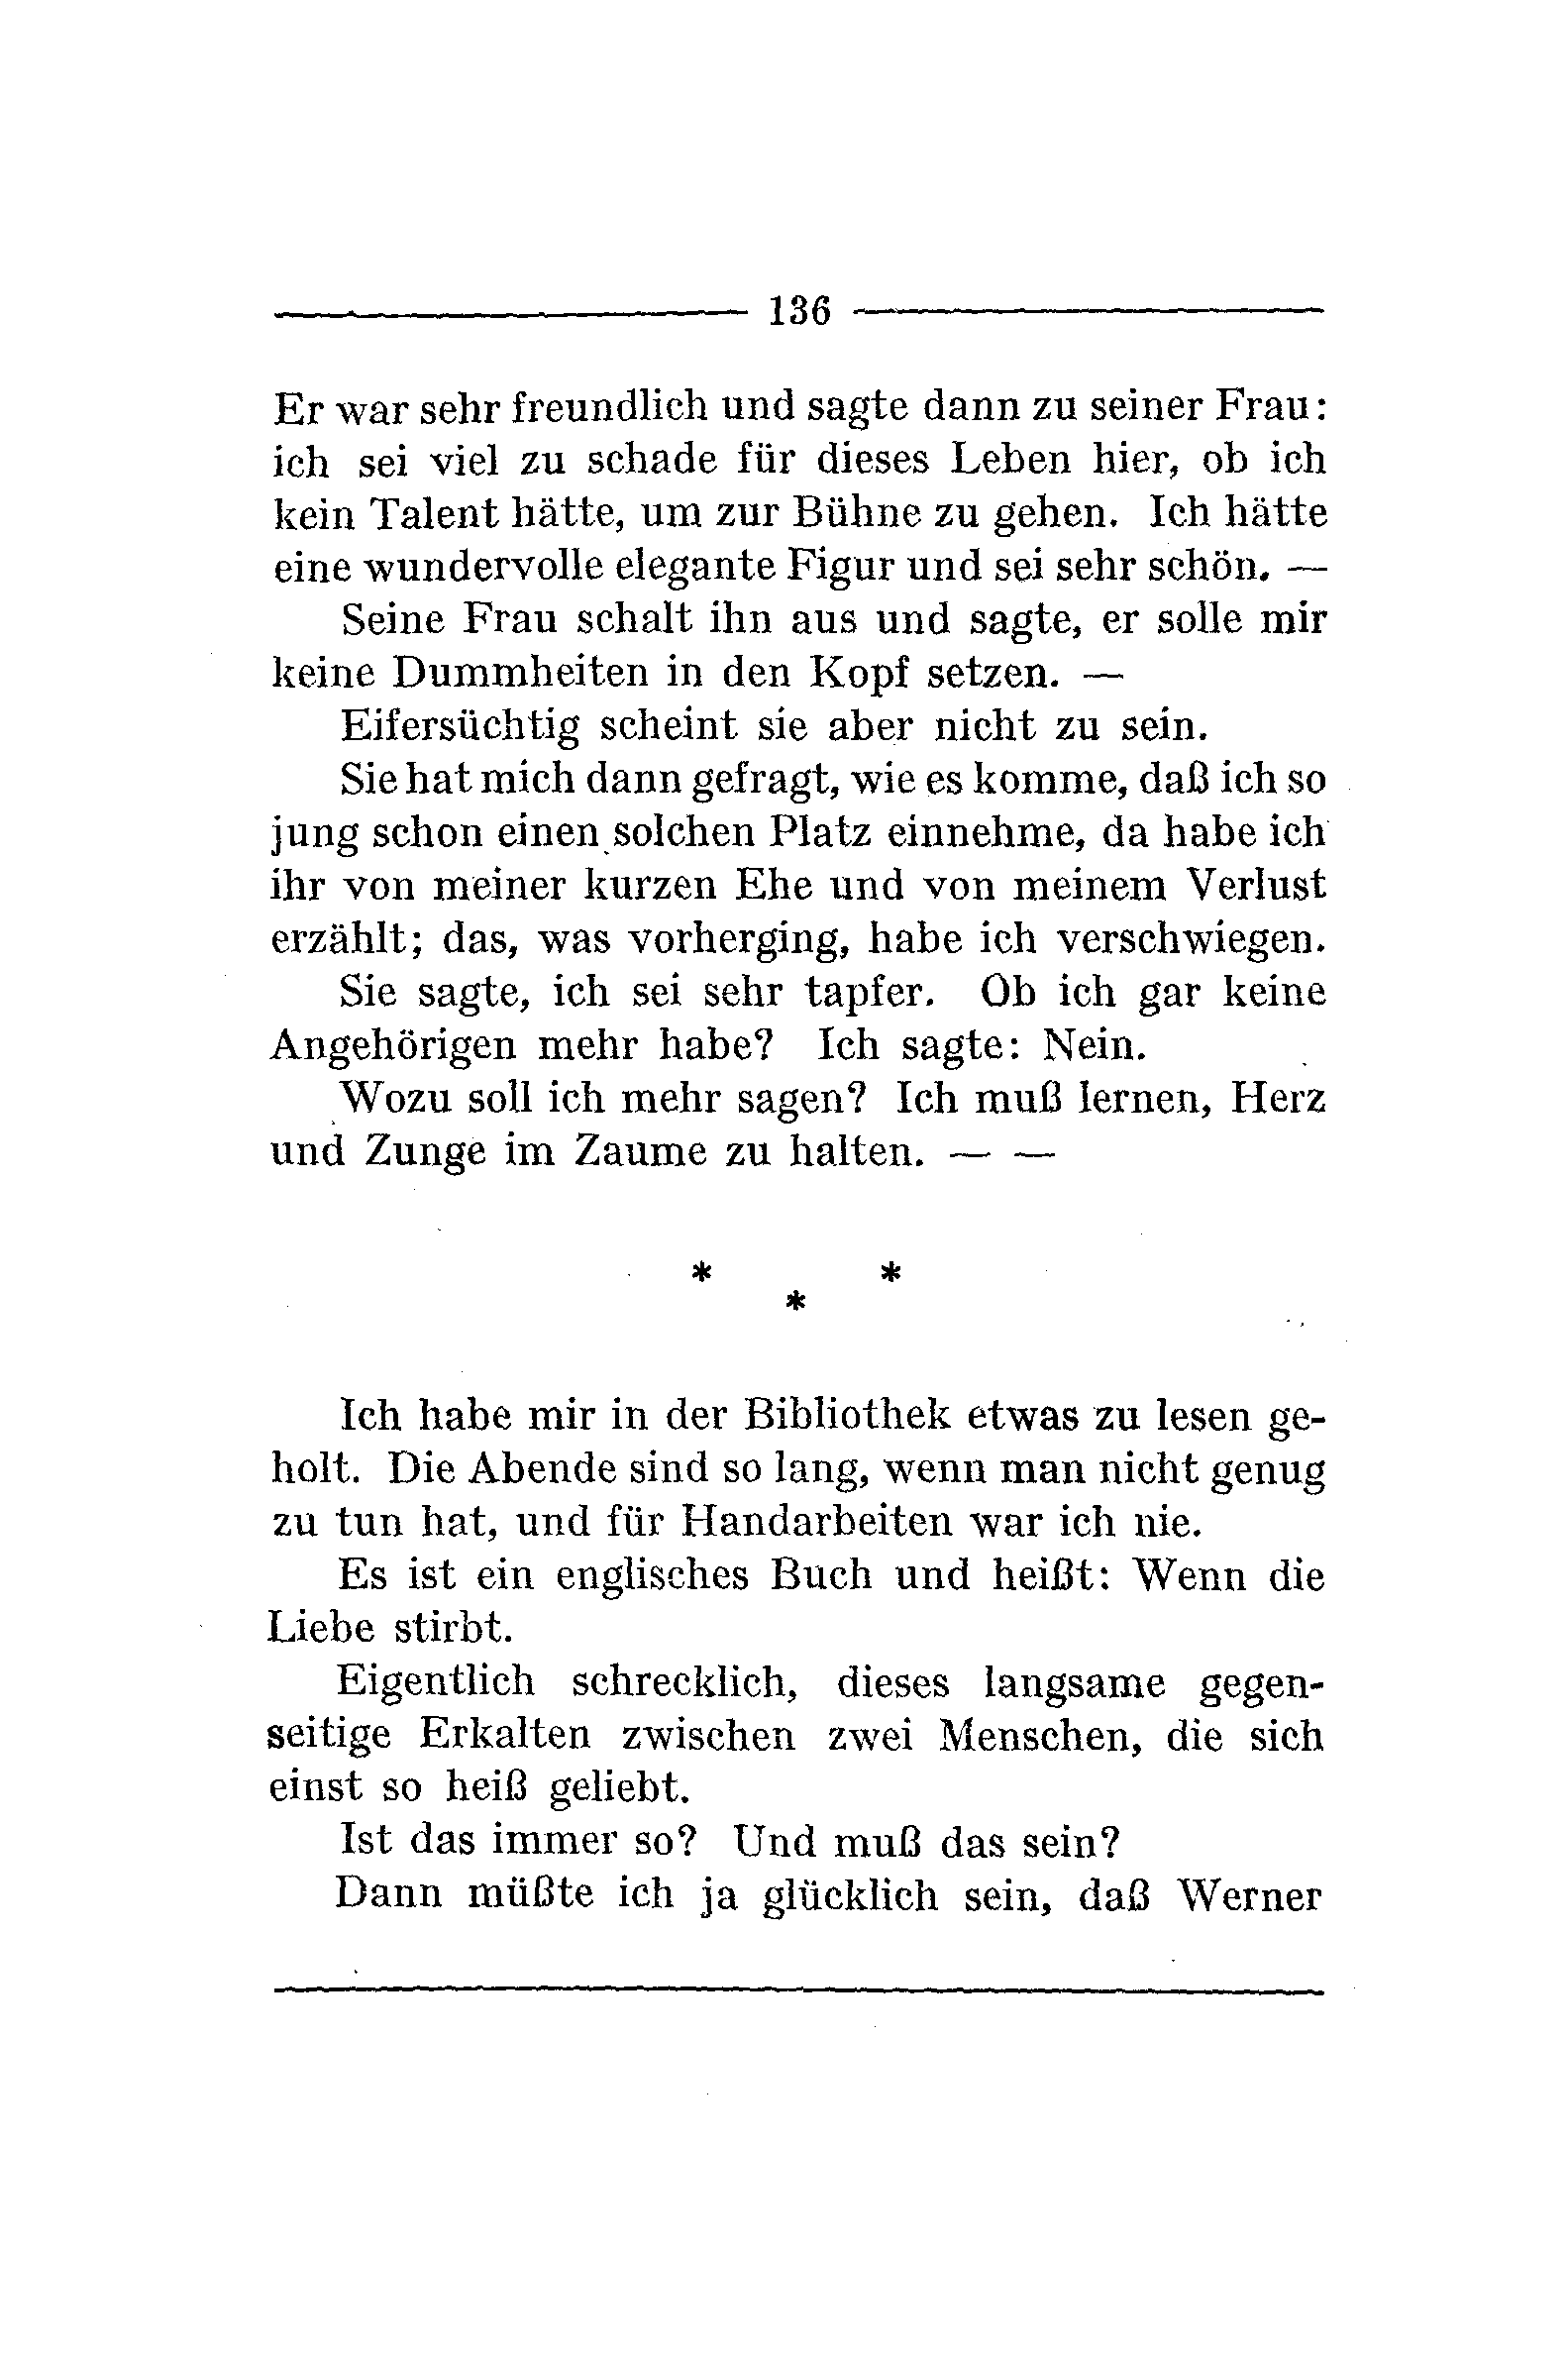 136
Er war sehr freundlich und sagte dann zu seiner Frau:
ich sei viel zu schade für dieses Leben hier, ob ich
kein Talent hätte, um zur Bühne zu gehen. Ich hätte
eine wundervolle elegante Figur und sei sehr schön. —
Seine Frau schalt ihn aus und sagte, er solle mir
keine Dummheiten in den Kopf setzen. —
Eifersüchtig scheint sie aber nicht zu sein.
Sie hat mich dann gefragt, wie es komme, daß ich so
jung schon einen solchen Platz einnehme, da habe ich
ihr von meiner kurzen Ehe und von meinem Verlust
erzählt; das, was vorherging, habe ich verschwiegen.
Sie sagte, ich sei sehr tapfer. Ob ich gar keine
Angehörigen mehr habe? Ich sagte: Nein.
Wozu soll ich mehr sagen? Ich muß lernen, Herz
und Zunge im Zaume zu halten. — —
* *
*
Ich habe mir in der Bibliothek etwas zu lesen ge-
holt. Die Abende sind so lang, wenn man nicht genug
zu tun hat, und für Handarbeiten war ich nie.
Es ist ein englisches Buch und heißt: Wenn die
Liebe stirbt.
Eigentlich schrecklich, dieses langsame gegen-
seitige Erkalten zwischen zwei Menschen, die sich
einst so heiß geliebt.
Ist das immer so? Und muß das sein?
Dann müßte ich ja glücklich sein, daß Werner